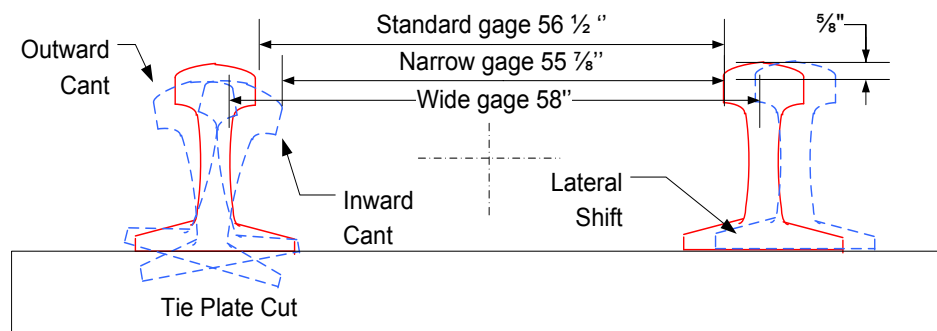 Standard gage 56 ½ ‘’
⅝"
Outward
Cant
Narrow gage 55 ⅞’’
Wide gage 58’’
Inward
Cant
Lateral
Shift
Tie Plate Cut